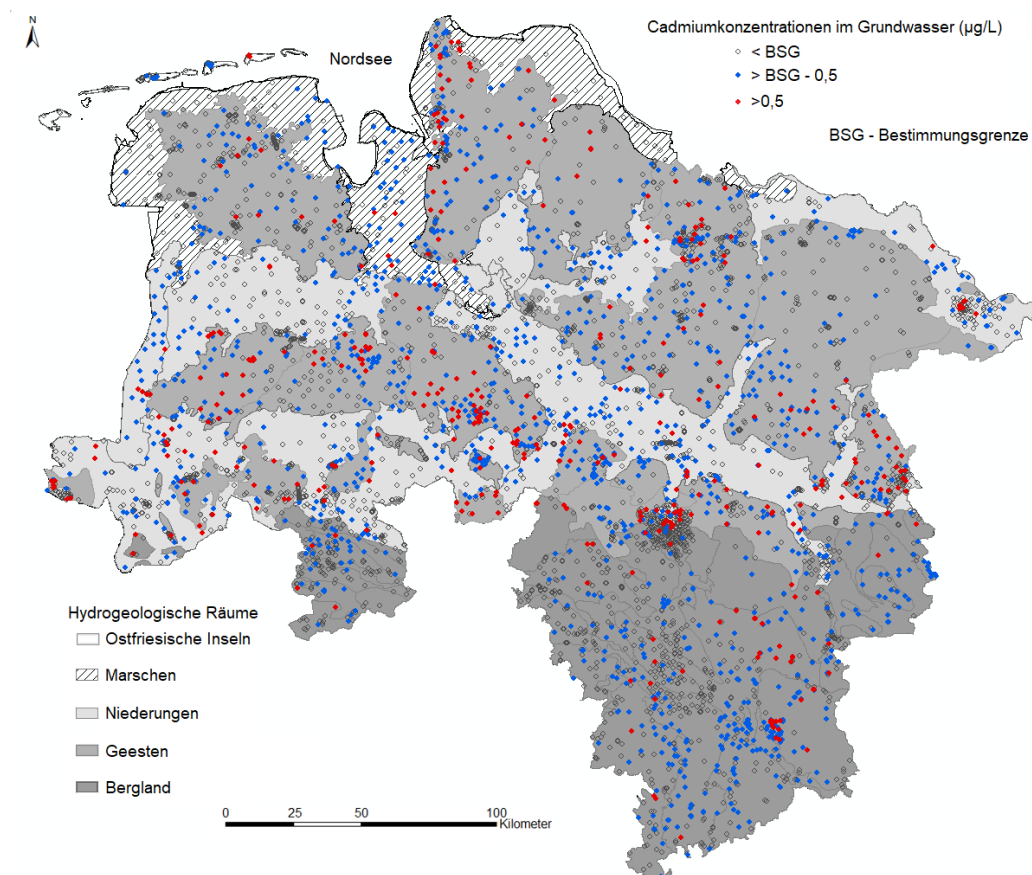 N
Nordsee
Cadmiumkonzentrationen im Grundwasser (µg/L)
< BSG
> BSG - 0,5
>0,5
BSG - Bestimmungsgrenze
Hydrogeologische Räume
Ostfriesische Inseln
Marschen
Niederungen
Geesten
Bergland
0 25 50 100
Kilometer